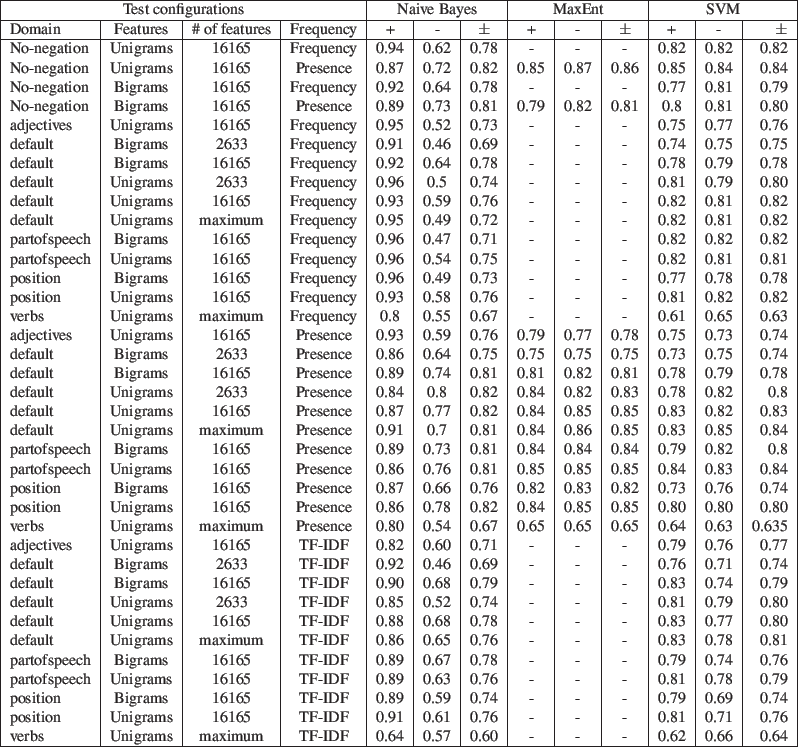 Test configurations Naive Bayes MaxEnt SVM
Domain Features # of features Frequency + - ± + - ± + - ±
No-negation Unigrams 16165 Frequency 0.94 0.62 0.78 - - - 0.82 0.82 0.82
No-negation Unigrams 16165 Presence 0.87 0.72 0.82 0.85 0.87 0.86 0.85 0.84 0.84
No-negation Bigrams 16165 Frequency 0.92 0.64 0.78 - - - 0.77 0.81 0.79
No-negation Bigrams 16165 Presence 0.89 0.73 0.81 0.79 0.82 0.81 0.8 0.81 0.80
adjectives Unigrams 16165 Frequency 0.95 0.52 0.73 - - - 0.75 0.77 0.76
default Bigrams 2633 Frequency 0.91 0.46 0.69 - - - 0.74 0.75 0.75
default Bigrams 16165 Frequency 0.92 0.64 0.78 - - - 0.78 0.79 0.78
default Unigrams 2633 Frequency 0.96 0.5 0.74 - - - 0.81 0.79 0.80
default Unigrams 16165 Frequency 0.93 0.59 0.76 - - - 0.82 0.81 0.82
default Unigrams maximum Frequency 0.95 0.49 0.72 - - - 0.82 0.81 0.82
partofspeech Bigrams 16165 Frequency 0.96 0.47 0.71 - - - 0.82 0.82 0.82
partofspeech Unigrams 16165 Frequency 0.96 0.54 0.75 - - - 0.82 0.81 0.81
position Bigrams 16165 Frequency 0.96 0.49 0.73 - - - 0.77 0.78 0.78
position Unigrams 16165 Frequency 0.93 0.58 0.76 - - - 0.81 0.82 0.82
verbs Unigrams maximum Frequency 0.8 0.55 0.67 - - - 0.61 0.65 0.63
adjectives Unigrams 16165 Presence 0.93 0.59 0.76 0.79 0.77 0.78 0.75 0.73 0.74
default Bigrams 2633 Presence 0.86 0.64 0.75 0.75 0.75 0.75 0.73 0.75 0.74
default Bigrams 16165 Presence 0.89 0.74 0.81 0.81 0.82 0.81 0.78 0.79 0.78
default Unigrams 2633 Presence 0.84 0.8 0.82 0.84 0.82 0.83 0.78 0.82 0.8
default Unigrams 16165 Presence 0.87 0.77 0.82 0.84 0.85 0.85 0.83 0.82 0.83
default Unigrams maximum Presence 0.91 0.7 0.81 0.84 0.86 0.85 0.83 0.85 0.84
partofspeech Bigrams 16165 Presence 0.89 0.73 0.81 0.84 0.84 0.84 0.79 0.82 0.8
partofspeech Unigrams 16165 Presence 0.86 0.76 0.81 0.85 0.85 0.85 0.84 0.83 0.84
position Bigrams 16165 Presence 0.87 0.66 0.76 0.82 0.83 0.82 0.73 0.76 0.74
position Unigrams 16165 Presence 0.86 0.78 0.82 0.84 0.85 0.85 0.80 0.80 0.80
verbs Unigrams maximum Presence 0.80 0.54 0.67 0.65 0.65 0.65 0.64 0.63 0.635
adjectives Unigrams 16165 TF-IDF 0.82 0.60 0.71 - - - 0.79 0.76 0.77
default Bigrams 2633 TF-IDF 0.92 0.46 0.69 - - - 0.76 0.71 0.74
default Bigrams 16165 TF-IDF 0.90 0.68 0.79 - - - 0.83 0.74 0.79
default Unigrams 2633 TF-IDF 0.85 0.52 0.74 - - - 0.81 0.79 0.80
default Unigrams 16165 TF-IDF 0.88 0.68 0.78 - - - 0.83 0.77 0.80
default Unigrams maximum TF-IDF 0.86 0.65 0.76 - - - 0.83 0.78 0.81
partofspeech Bigrams 16165 TF-IDF 0.89 0.67 0.78 - - - 0.79 0.74 0.76
partofspeech Unigrams 16165 TF-IDF 0.89 0.63 0.76 - - - 0.81 0.78 0.79
position Bigrams 16165 TF-IDF 0.89 0.59 0.74 - - - 0.79 0.69 0.74
position Unigrams 16165 TF-IDF 0.91 0.61 0.76 - - - 0.81 0.71 0.76
verbs Unigrams maximum TF-IDF 0.64 0.57 0.60 - - - 0.62 0.66 0.64